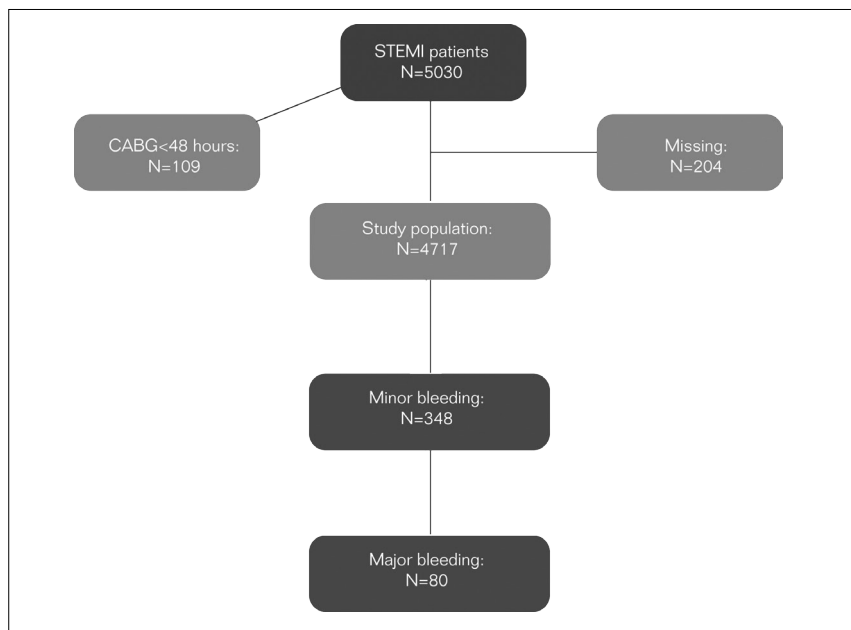 STEMI patients
N=5030
CABG<48 hours:
N=109
Missing:
N=204
Study population:
N=4717
Minor bleeding:
N=348
Major bleeding:
N=80